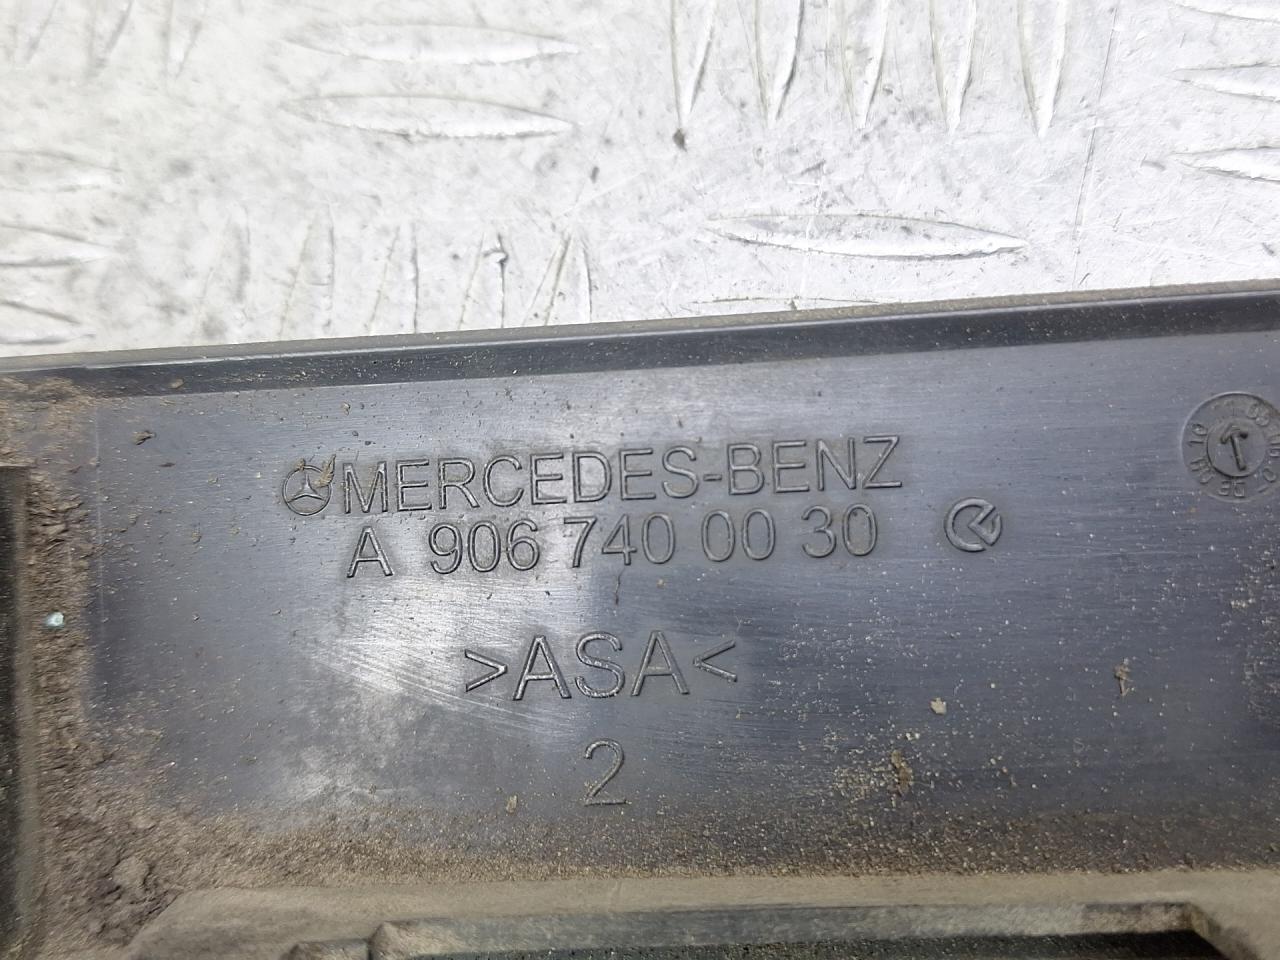 MERCEDES-BENZ
A 906 740 00 30
>ASA<
2